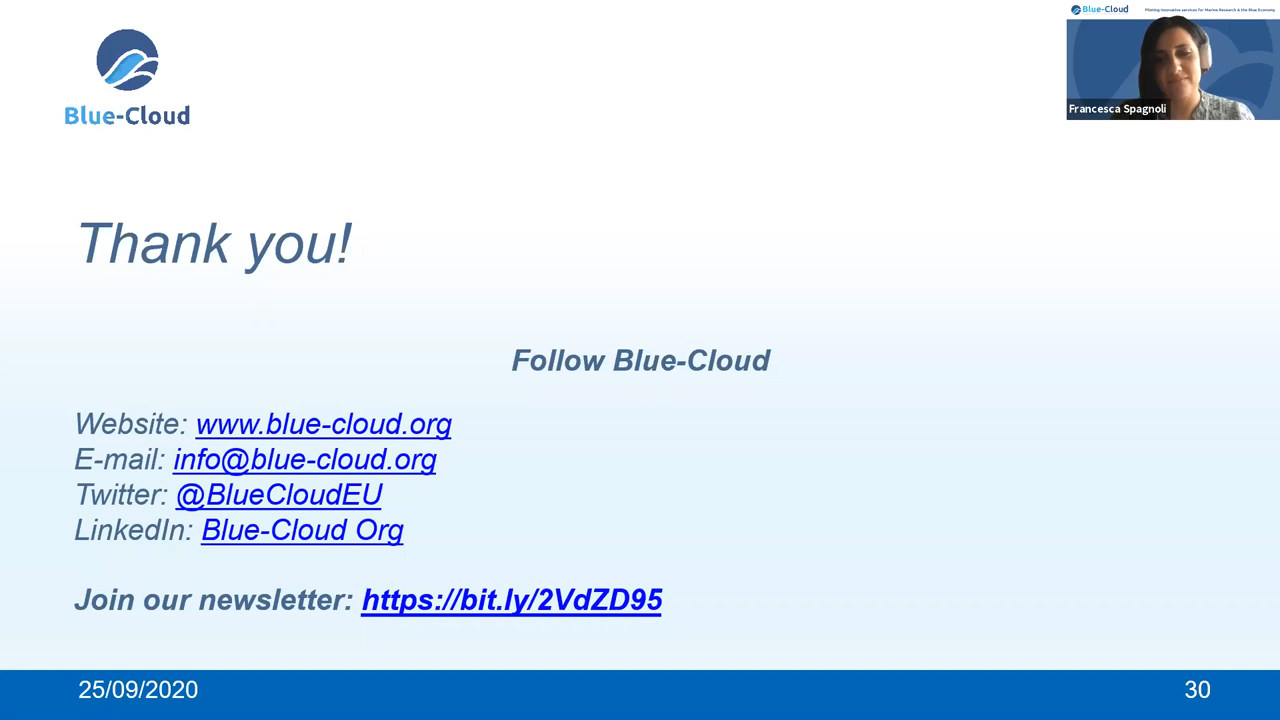 Blue-Cloud
Blue-Cloud
Piloting innovative services for Marine Research & the Blue Economy
Francesca Spagnoli
Thank you!
Follow Blue-Cloud
Website: www.blue-cloud.org
E-mail: info@blue-cloud.org
Twitter: @BlueCloudEU
LinkedIn: Blue-Cloud Org
Join our newsletter: https://bit.ly/2VdZD95
25/09/2020
30